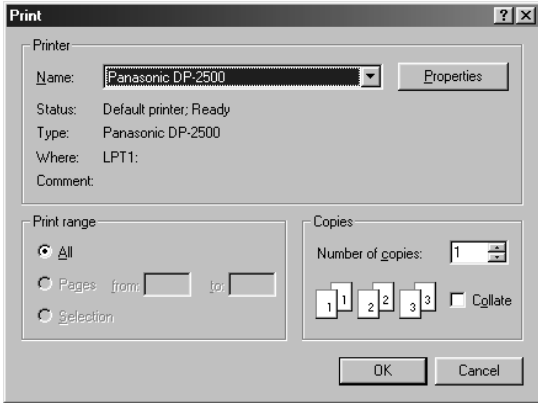 Print
Printer
Name: Panasonic DP-2500 Properties
Status: Default printer; Ready
Type: Panasonic DP-2500
Where: LPT1:
Comment:
Print range
All
Pages from: to:
Selection
Copies
Number of copies: 1
1 1 2 2 3 3 Collate
OK Cancel